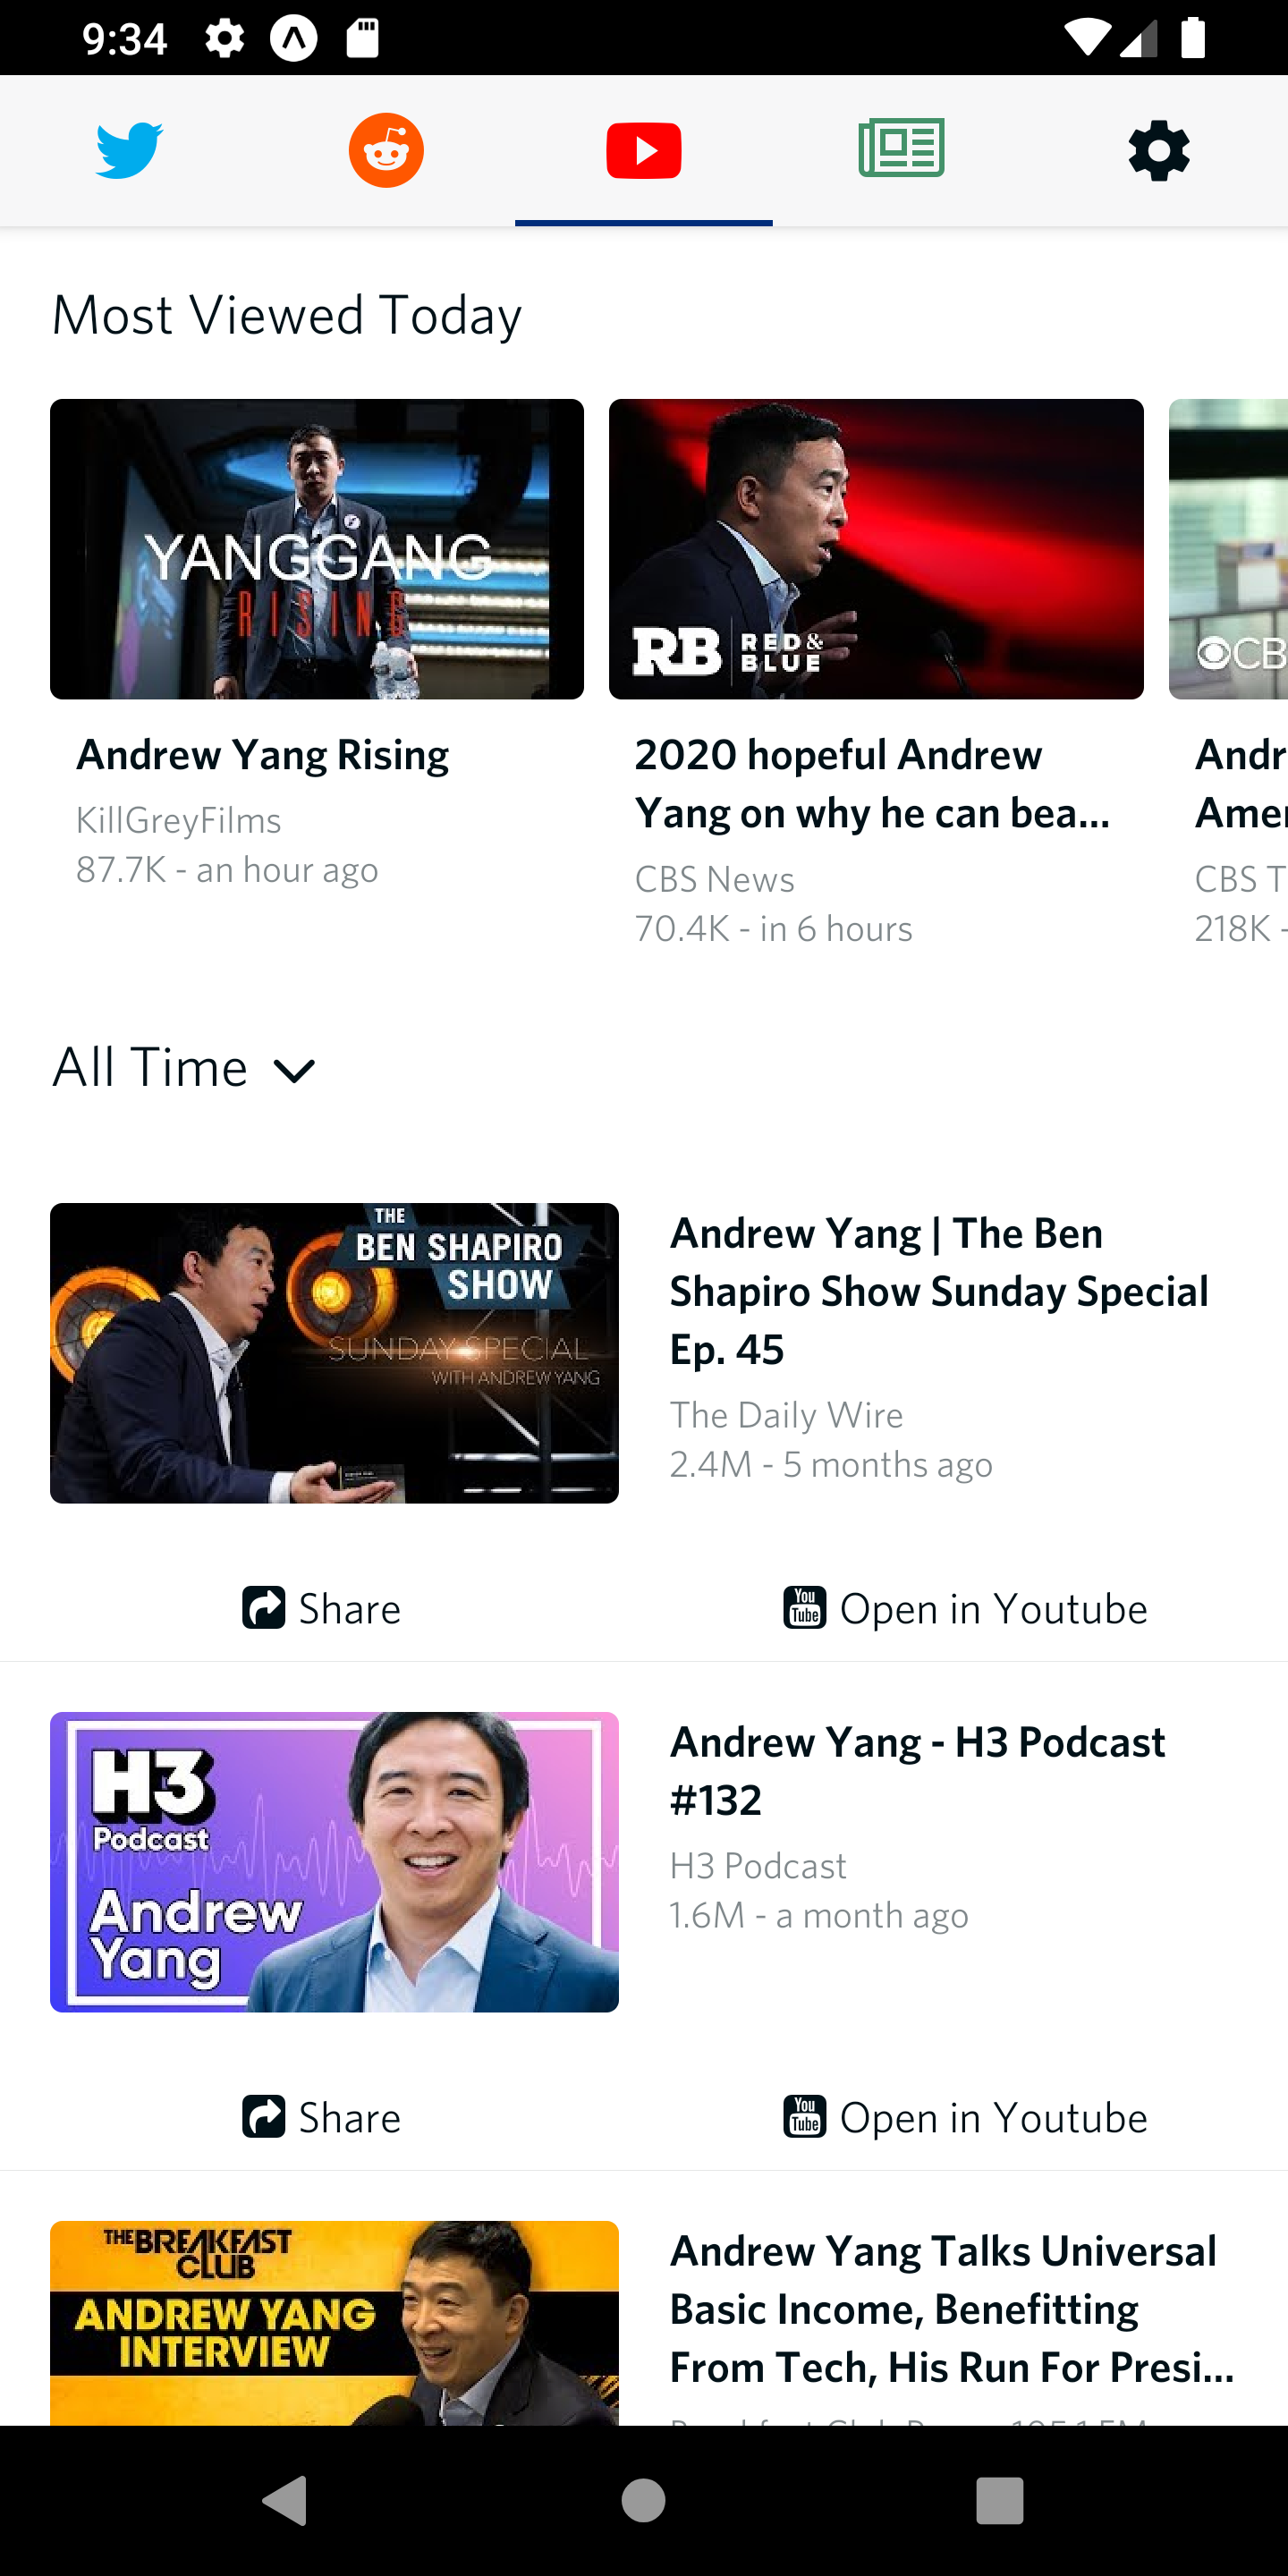 9:34
Most Viewed Today
YANGGANG
RISING
RB RED &
BLUE
CB
Andrew Yang Rising
KillGreyFilms
87.7K - an hour ago
2020 hopeful Andrew
Yang on why he can bea...
CBS News
70.4K - in 6 hours
Andr
Amer
CBS T
218K -
All Time
THE
BEN SHAPIRO
SHOW
SUNDAY SPECIAL
WITH ANDREW YANG
Andrew Yang | The Ben
Shapiro Show Sunday Special
Ep. 45
The Daily Wire
2.4M - 5 months ago
Share
You
Tube
Open in Youtube
H3
Podcast
Andrew
Yang
Andrew Yang - H3 Podcast
#132
H3 Podcast
1.6M - a month ago
Share
You
Tube
Open in Youtube
THE BREAKFAST
CLUB
ANDREW YANG
INTERVIEW
Andrew Yang Talks Universal
Basic Income, Benefitting
From Tech, His Run For Presi...